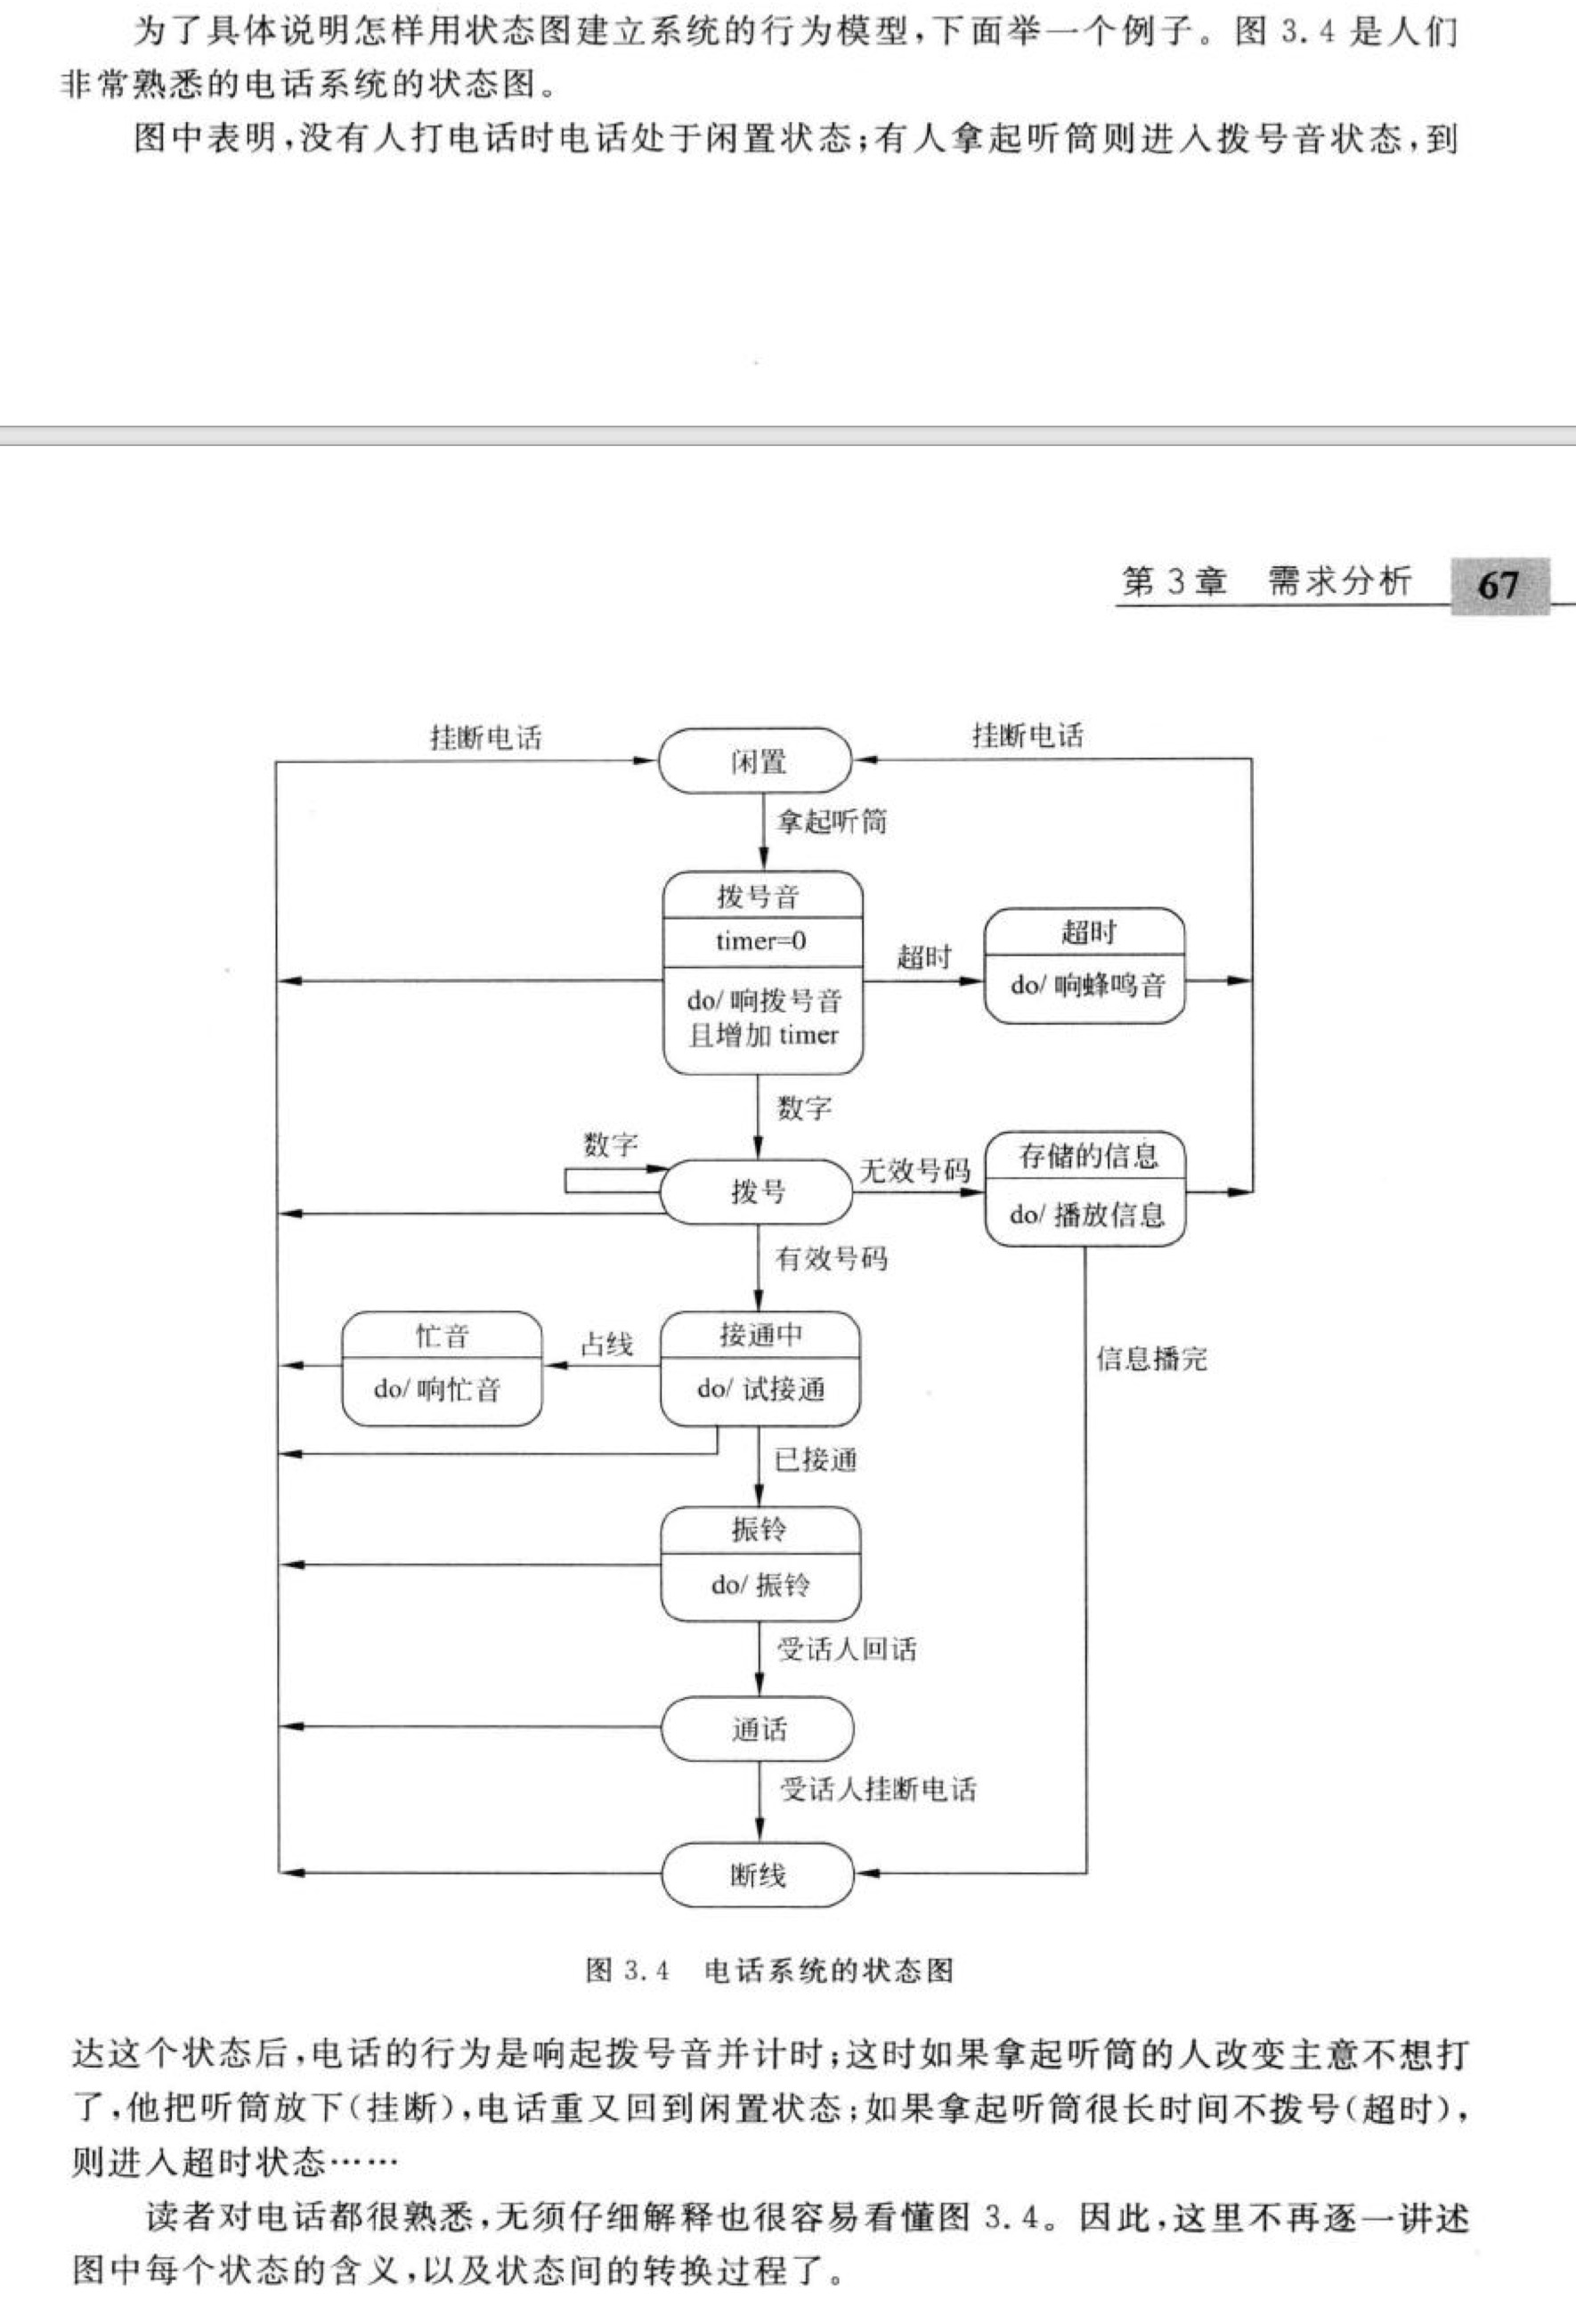 为了具体说明怎样用状态图建立系统的行为模型,下面举一个例子。图 3.4 是人们
非常熟悉的电话系统的状态图。
图中表明,没有人打电话时电话处于闲置状态;有人拿起听筒则进入拨号音状态,到
第 3 章 需求分析 67
挂断电话
闲置
挂断电话
拿起听筒
拨号音
timer=0
do/ 响拨号音
且增加 timer
超时
超时
do/ 响蜂鸣音
数字
数字
拨号
无效号码
存储的信息
do/ 播放信息
有效号码
忙音
do/ 响忙音
占线
接通中
do/ 试接通
信息播完
已接通
振铃
do/ 振铃
受话人回话
通话
受话人挂断电话
断线
图 3.4 电话系统的状态图
达这个状态后,电话的行为是响起拨号音并计时;这时如果拿起听筒的人改变主意不想打
了,他把听筒放下(挂断),电话重又回到闲置状态;如果拿起听筒很长时间不拨号(超时),
则进入超时状态……
读者对电话都很熟悉,无须仔细解释也很容易看懂图 3.4。因此,这里不再逐一讲述
图中每个状态的含义,以及状态间的转换过程了。